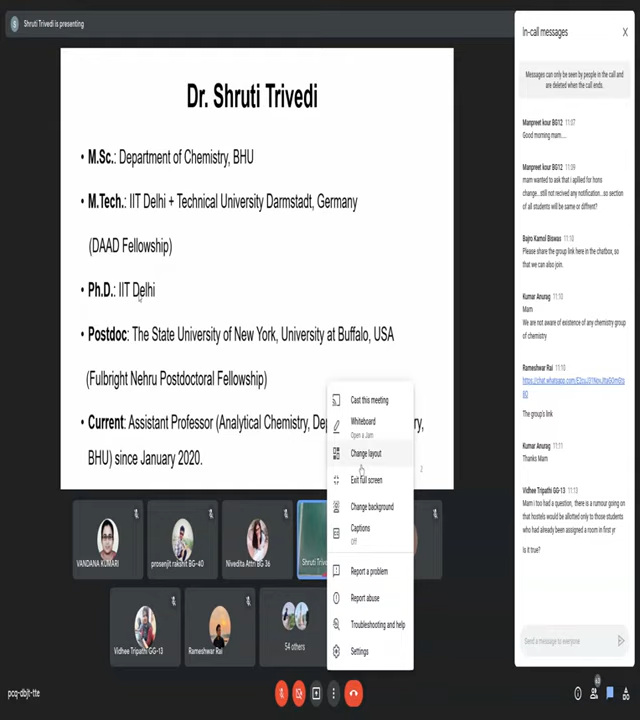 Shruti Trivedi is presenting
Dr. Shruti Trivedi
• M.Sc.: Department of Chemistry, BHU
• M.Tech.: IIT Delhi + Technical University Darmstadt, Germany
(DAAD Fellowship)
• Ph.D.: IIT Delhi
• Postdoc: The State University of New York, University at Buffalo, USA
(Fulbright Nehru Postdoctoral Fellowship)
• Current: Assistant Professor (Analytical Chemistry, Dep
BHU) since January 2020.
2
Cast this meeting
Whiteboard
Open a Jam
Change layout
Exit full screen
Change background
Captions
Off
Report a problem
Report abuse
Troubleshooting and help
Settings
VANDANA KUMARI
prosenjit rakshit BG-40
Nivedita Attri BG 36
Shruti Trive
Vidhee Tripathi GG-13
Rameshwar Rai
54 others
In-call messages
Messages can only be seen by people in the call and
are deleted when the call ends.
Manpreet kour BG12 11:07
Good morning mam....
Manpreet kour BG12 11:09
mam wanted to ask that i apllied for hons
change...still not recived any notification...so section
of all students will be same or diffrent?
Bajro Kamol Biswas 11:10
Please share the group link here in the chatbox, so
that we can also join.
Kumar Anurag 11:10
Mam
We are not aware of existence of any chemistry group
of chemistry
Rameshwar Rai 11:10
The group's link
Kumar Anurag 11:11
Thanks Mam
Vidhee Tripathi GG-13 11:13
Mam i too had a question, there is a rumour going on
that hostels would be allotted only to those students
who had already been assigned a room in first yr
Is it true?
Send a message to everyone
pcq-dbjt-tte